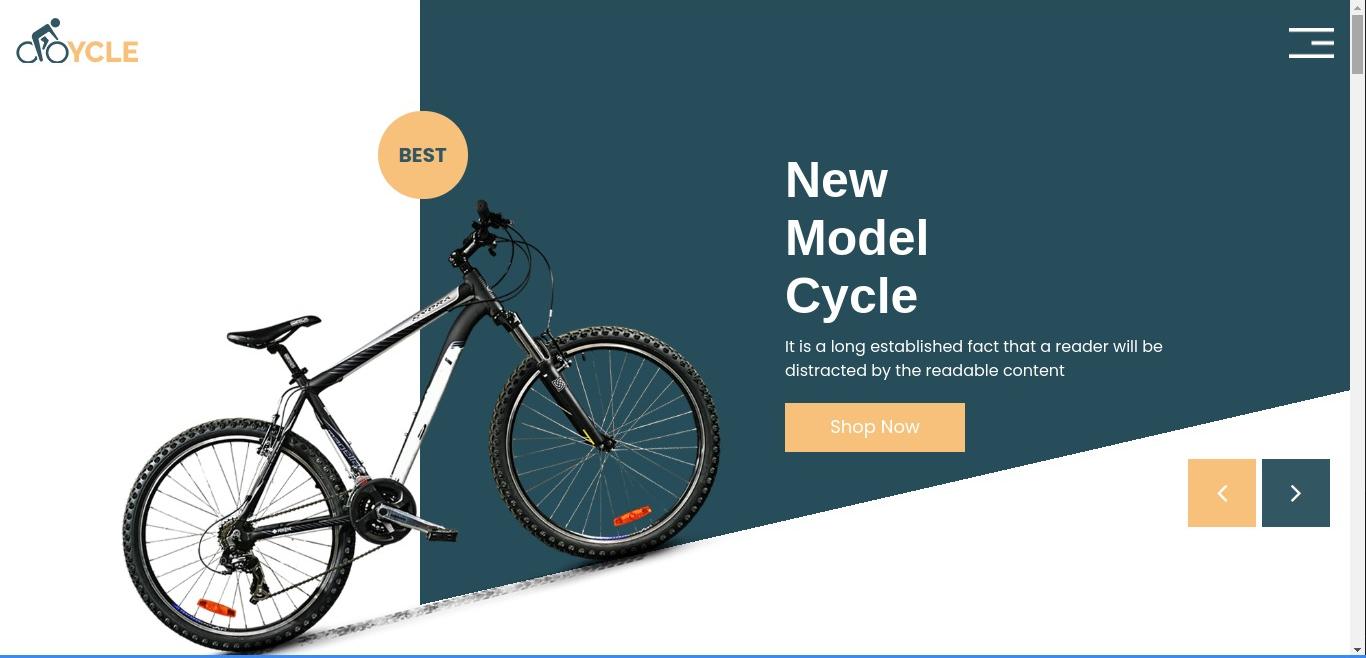 CYCLE
BEST
New
Model
Cycle
It is a long established fact that a reader will be
distracted by the readable content
Shop Now